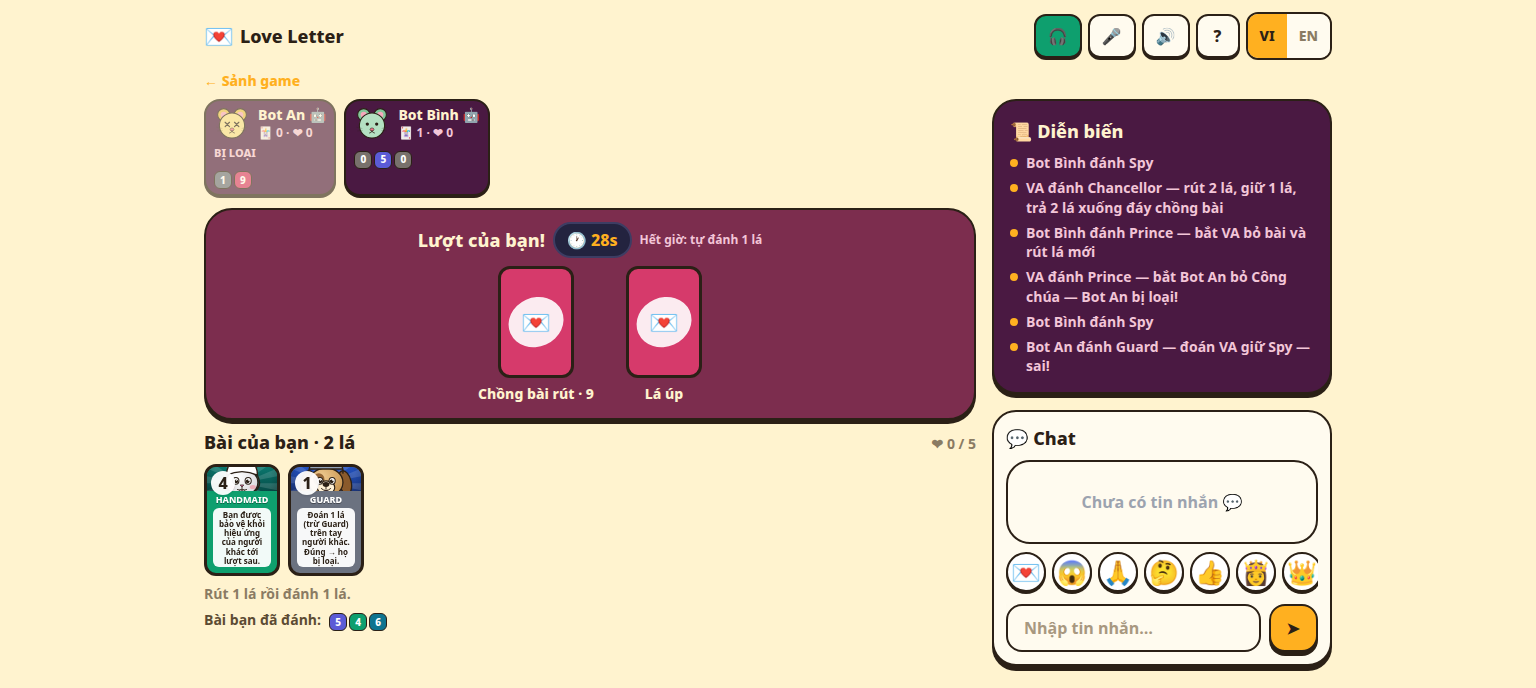 💌 Love Letter
🎧 🎤 🔊 ? VI EN
← Sảnh game
Bot An 🤖
🃏 0 · ❤ 0
BỊ LOẠI
1 9
Bot Bình 🤖
🃏 1 · ❤ 0
0 5 0
Lượt của bạn! 🕐 28s Hết giờ: tự đánh 1 lá
Chồng bài rút · 9 Lá úp
Bài của bạn · 2 lá ❤ 0 / 5
4
HANDMAID
Bạn được
bảo vệ khỏi
hiệu ứng
của người
khác tới
lượt sau.
1
GUARD
Đoán 1 lá
(trừ Guard)
trên tay
người khác.
Đúng → họ
bị loại.
Rút 1 lá rồi đánh 1 lá.
Bài bạn đã đánh: 5 4 6
📜 Diễn biến
Bot Bình đánh Spy
VA đánh Chancellor — rút 2 lá, giữ 1 lá,
trả 2 lá xuống đáy chồng bài
Bot Bình đánh Prince — bắt VA bỏ bài và
rút lá mới
VA đánh Prince — bắt Bot An bỏ Công
chúa — Bot An bị loại!
Bot Bình đánh Spy
Bot An đánh Guard — đoán VA giữ Spy —
sai!
💬 Chat
Chưa có tin nhắn 💬
💌 😱 🙏 🤔 👍 👸 👑
Nhập tin nhắn... ➤